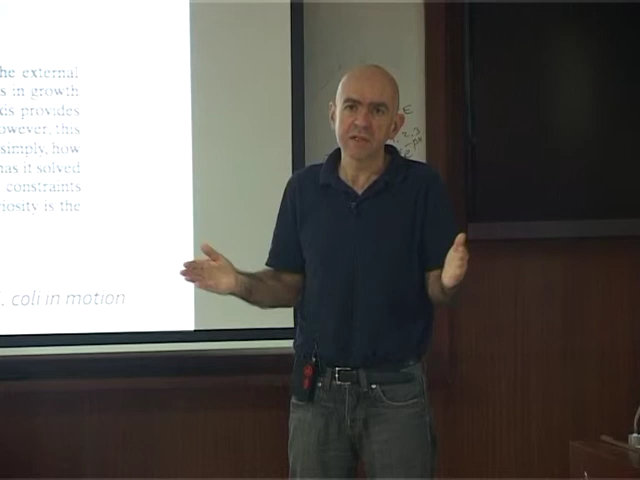 he external
s in growth
xis provides
owever, this
simply, how
has it solved
constraints
riosity is the
. coli in motion
E